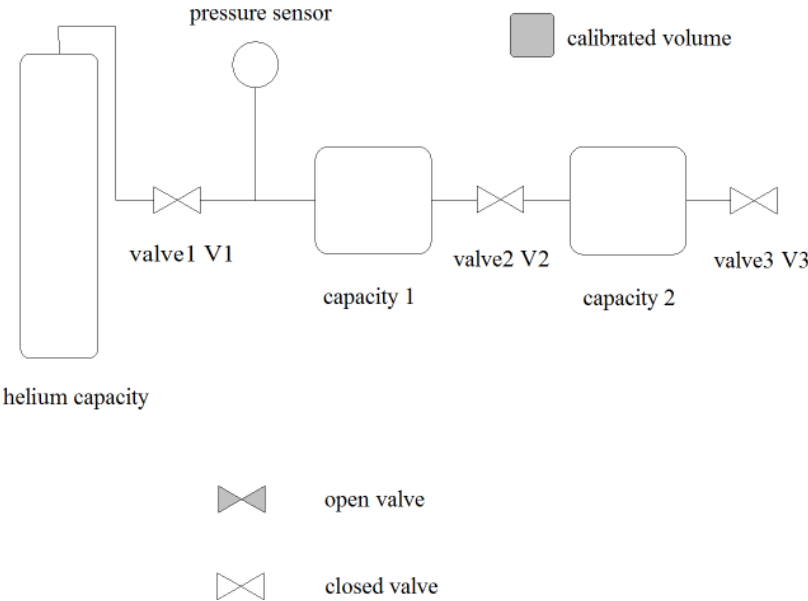 pressure sensor
calibrated volume
valve1 V1
valve2 V2
valve3 V3
capacity 1
capacity 2
helium capacity
open valve
closed valve